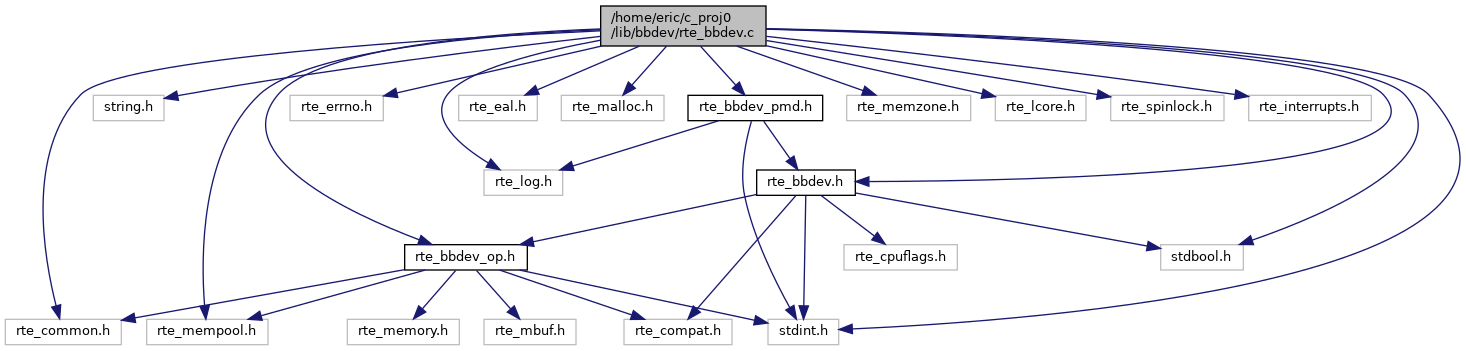 /home/eric/c_proj0
/lib/bbdev/rte_bbdev.c
string.h
rte_errno.h
rte_eal.h
rte_malloc.h
rte_bbdev_pmd.h
rte_memzone.h
rte_lcore.h
rte_spinlock.h
rte_interrupts.h
rte_log.h
rte_bbdev.h
rte_bbdev_op.h
rte_cpuflags.h
stdbool.h
rte_common.h
rte_mempool.h
rte_memory.h
rte_mbuf.h
rte_compat.h
stdint.h